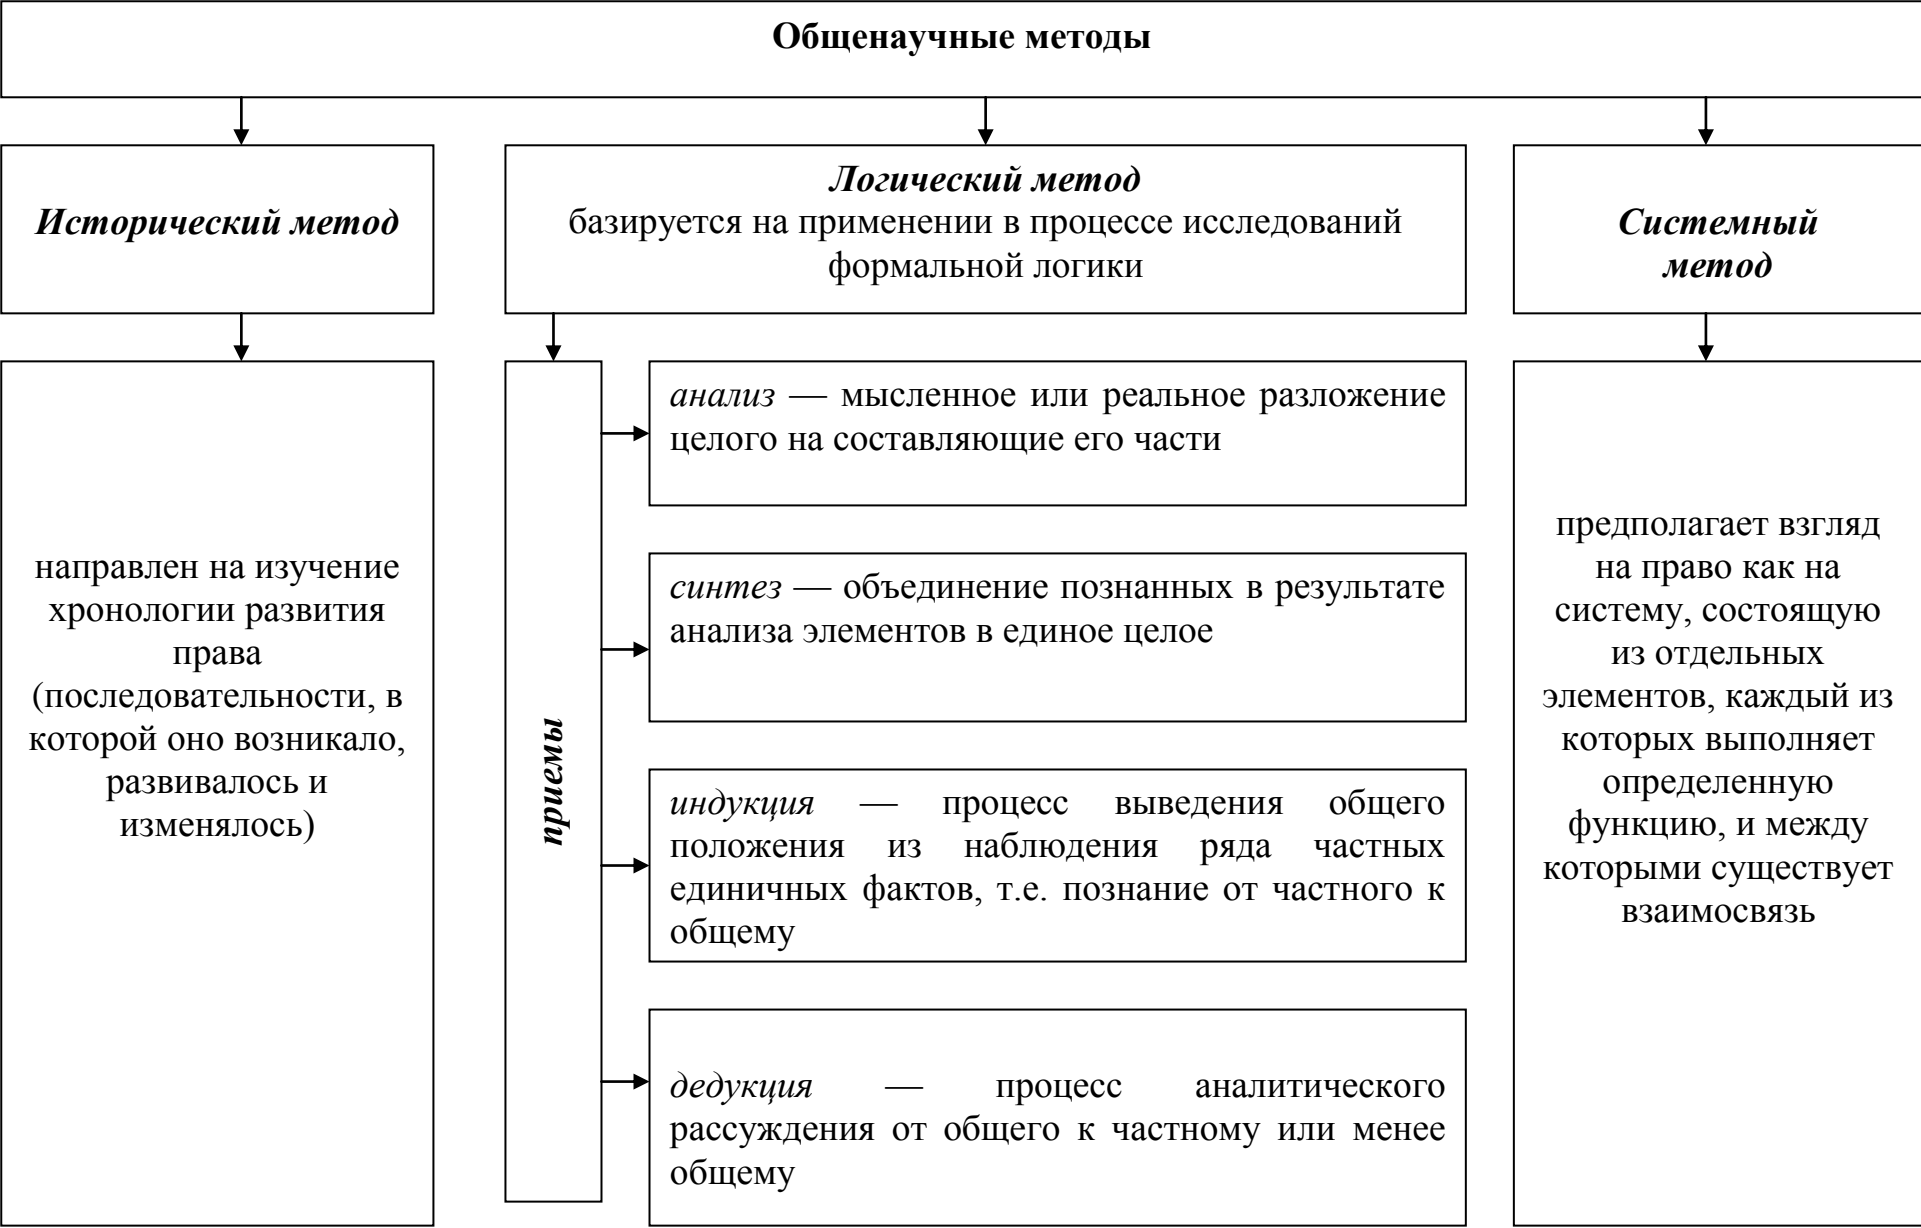 Общенаучные методы
Исторический метод
Логический метод
базируется на применении в процессе исследований
формальной логики
Системный
метод
направлен на изучение
хронологии развития
права
(последовательности, в
которой оно возникало,
развивалось и
изменялось)
приемы
анализ — мысленное или реальное разложение
целого на составляющие его части
синтез — объединение познанных в результате
анализа элементов в единое целое
индукция — процесс выведения общего
положения из наблюдения ряда частных
единичных фактов, т.е. познание от частного к
общему
дедукция — процесс аналитического
рассуждения от общего к частному или менее
общему
предполагает взгляд
на право как на
систему, состоящую
из отдельных
элементов, каждый из
которых выполняет
определенную
функцию, и между
которыми существует
взаимосвязь